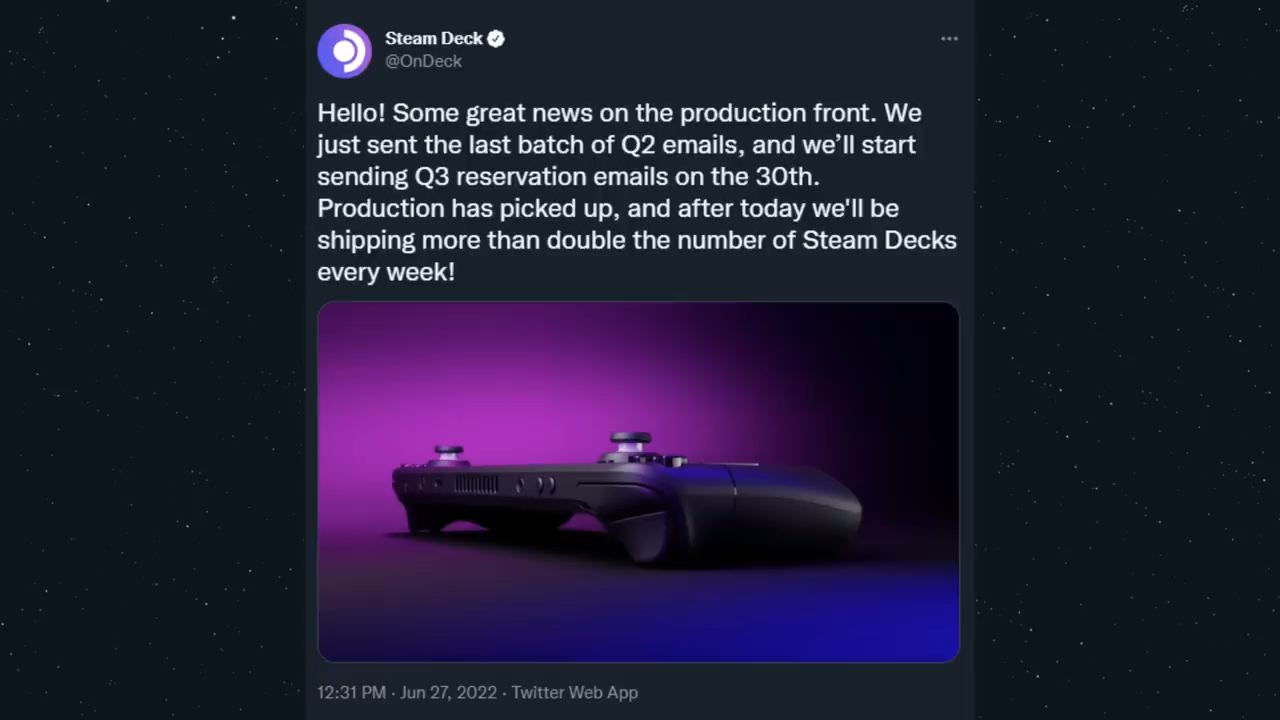 Steam Deck
@OnDeck
Hello! Some great news on the production front. We
just sent the last batch of Q2 emails, and we’ll start
sending Q3 reservation emails on the 30th.
Production has picked up, and after today we'll be
shipping more than double the number of Steam Decks
every week!
12:31 PM · Jun 27, 2022 · Twitter Web App